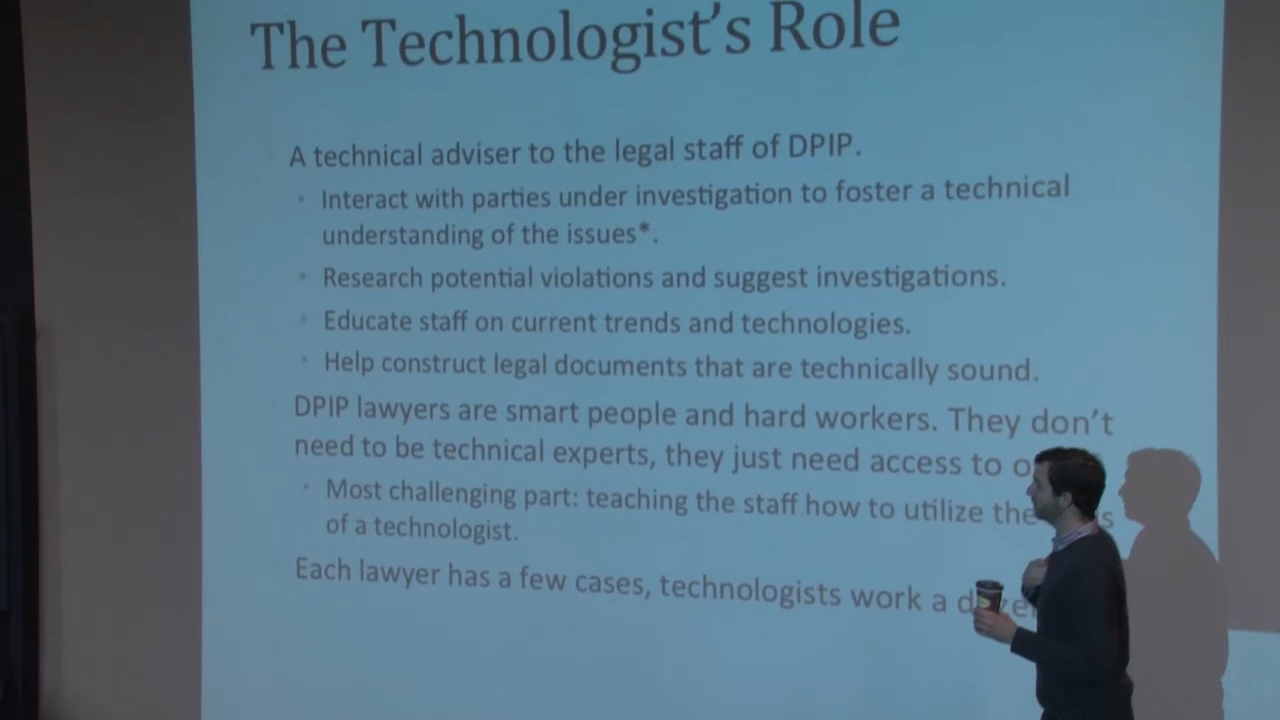 The Technologist's Role
A technical adviser to the legal staff of DPIP.
Interact with parties under investigation to foster a technical
understanding of the issues*.
Research potential violations and suggest investigations.
Educate staff on current trends and technologies.
Help construct legal documents that are technically sound.
DPIP lawyers are smart people and hard workers. They don't
need to be technical experts, they just need access to
Most challenging part: teaching the staff how to utilize the
of a technologist.
Each lawyer has a few cases, technologists work a